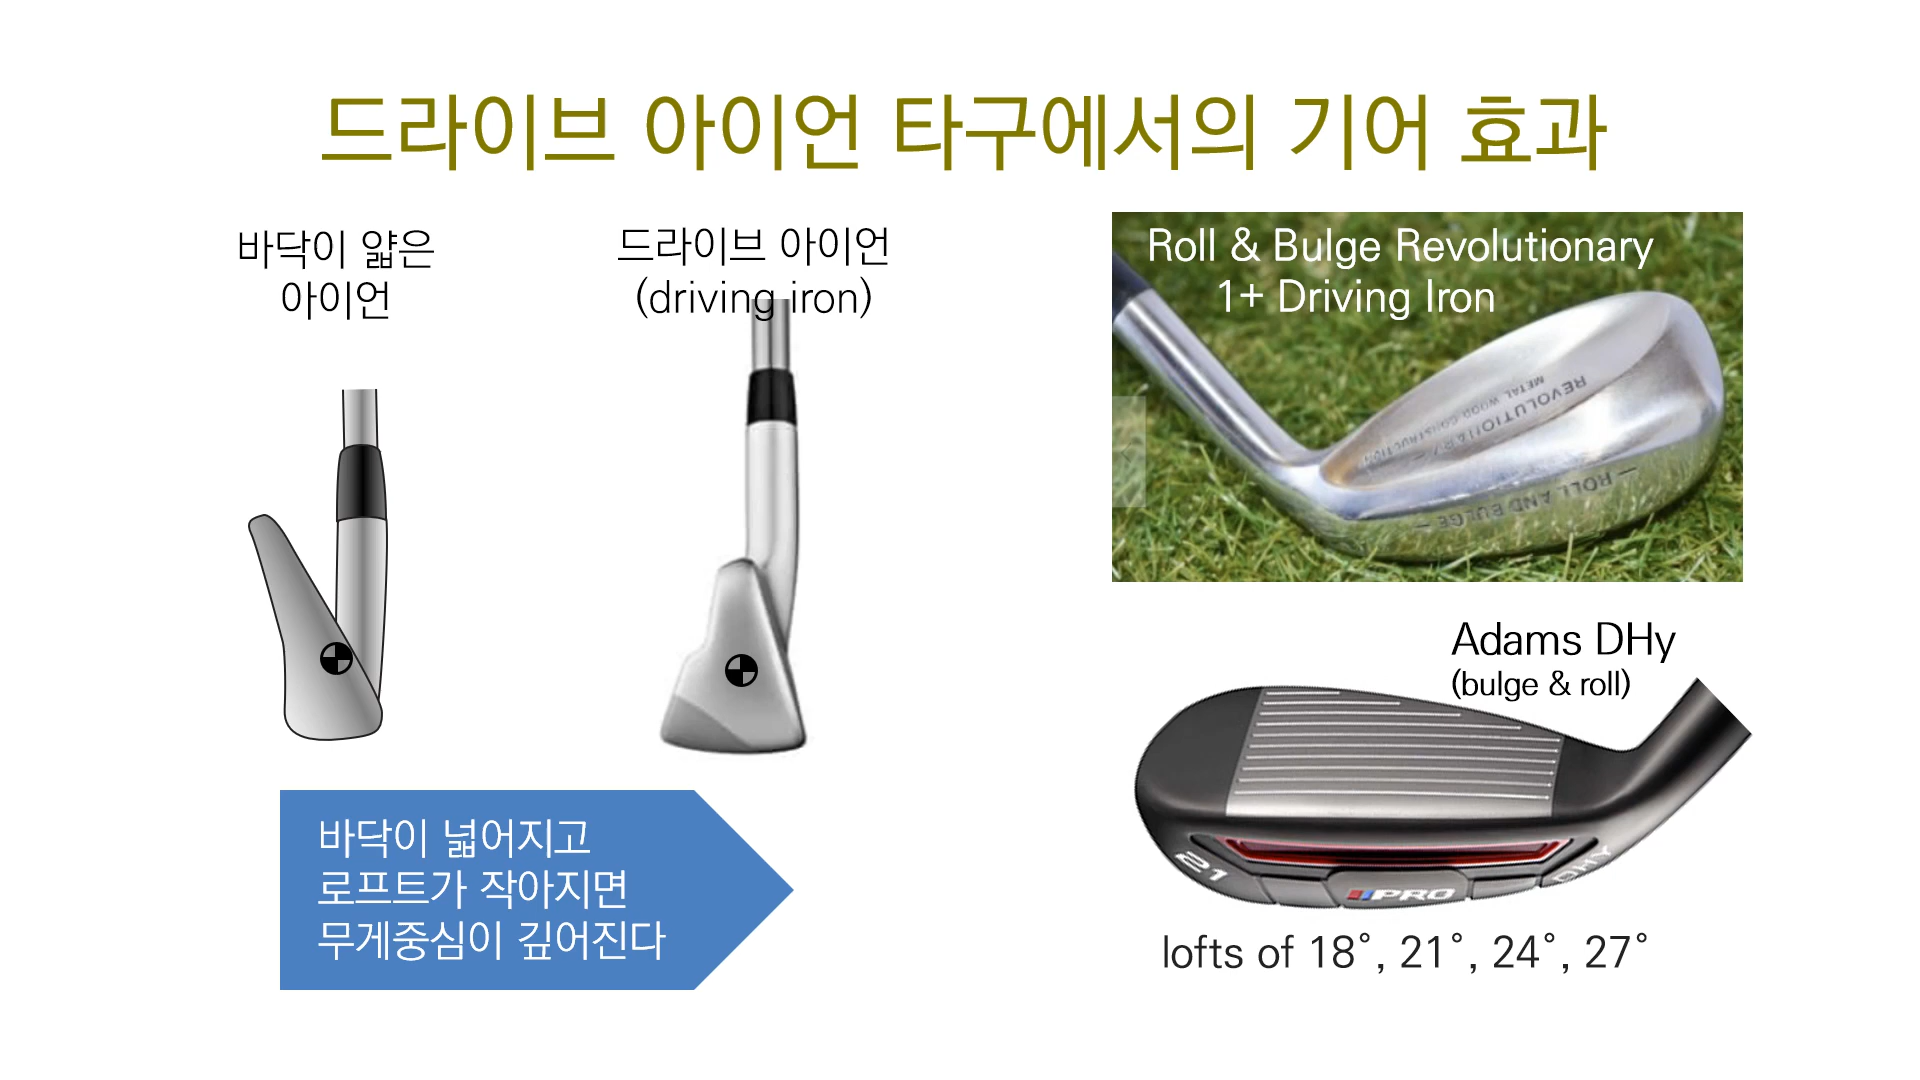 드라이브 아이언 타구에서의 기어 효과
바닥이 얇은
아이언
드라이브 아이언
(driving iron)
Roll & Bulge Revolutionary
1+ Driving Iron
REVOLUTIONARY
METAL WOOD CONSTRUCTION
— ROLL AND BULGE —
Adams DHy
(bulge & roll)
21
PRO
DHY
lofts of 18˚, 21˚, 24˚, 27˚
바닥이 넓어지고
로프트가 작아지면
무게중심이 깊어진다